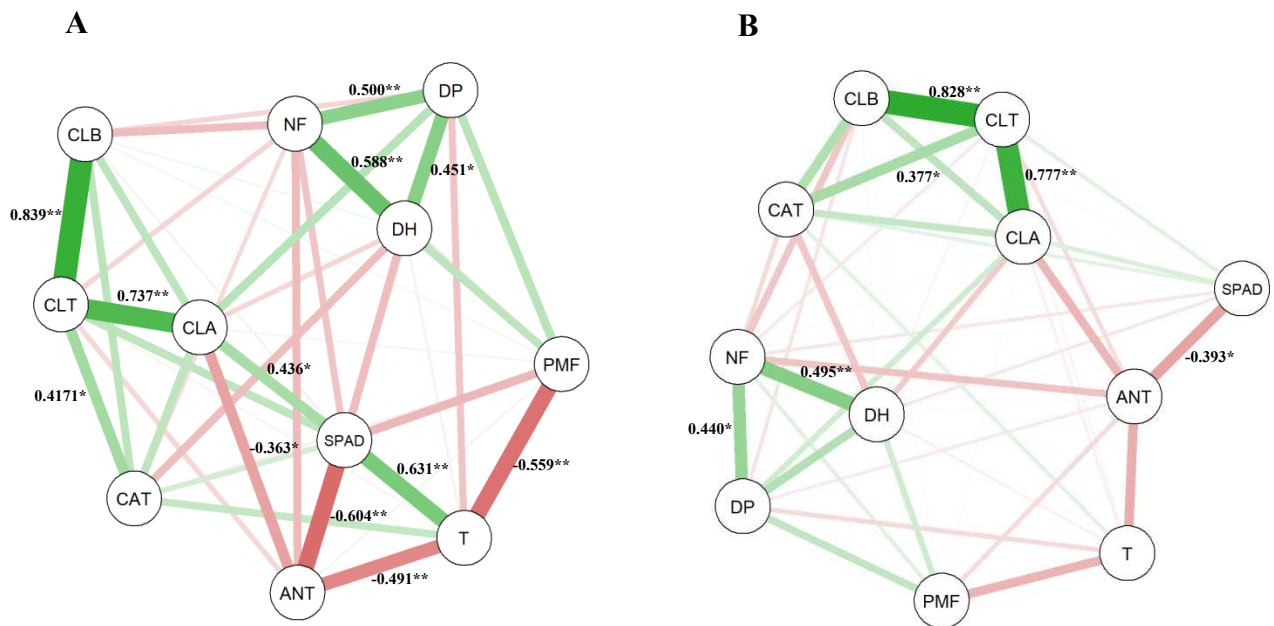 A
DP
0.500**
NF
CLB
0.588**
0.451*
DH
0.839**
CLT
0.737**
CLA
PMF
0.436*
0.4171*
-0.363*
SPAD
0.631**
-0.559**
CAT
-0.604**
T
-0.491**
ANT
B
0.828**
CLB
CLT
0.377*
0.777**
CAT
CLA
SPAD
NF
0.495**
-0.393*
ANT
DH
0.440*
DP
T
PMF